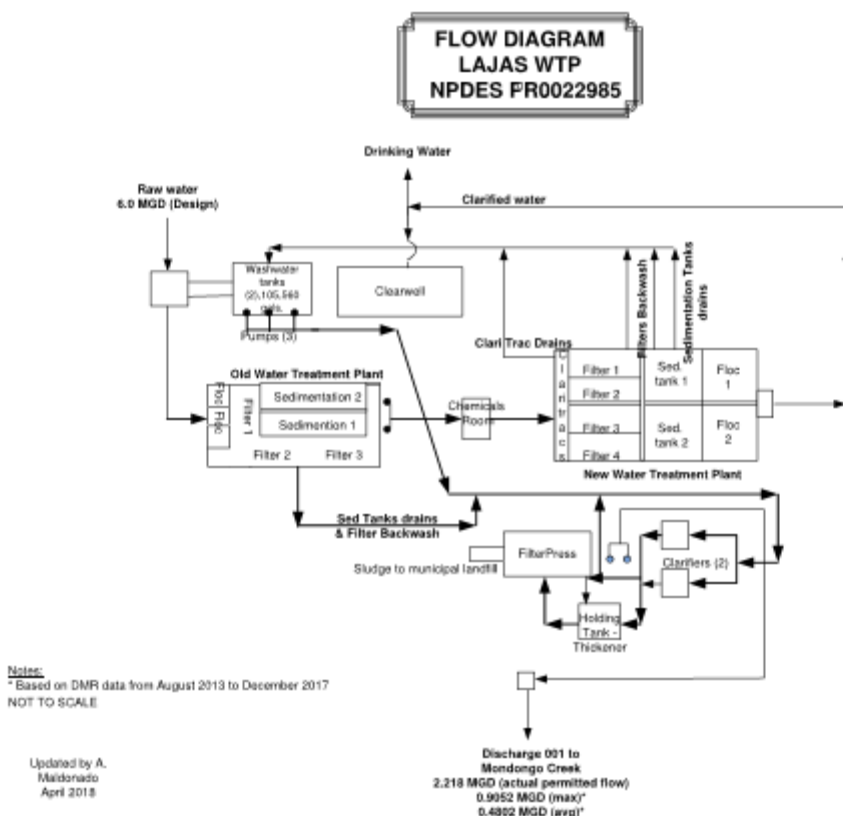 FLOW DIAGRAM
LAJAS WTP
NPDES PR0022985
Drinking Water
Raw water
6.0 MGD (Design)
Clarified water
Washwater
tanks
(2),105,560
gals.
Pumps (3)
Clearwell
Clari Trac Drains
Filters Backwash
Sedimentation Tanks
drains
Old Water Treatment Plant
Floc Floc
Filter 1
Sedimentation 2
Sedimention 1
Filter 2
Filter 3
Chemicals
Room
Claritracs
Filter 1
Filter 2
Filter 3
Filter 4
Sed.
tank 1
Sed.
tank 2
Floc
1
Floc
2
New Water Treatment Plant
Sed Tanks drains
& Filter Backwash
FilterPress
Sludge to municipal landfill
Clarifiers (2)
Holding
Tank -
Thickener
Notes:
* Based on DMR data from August 2013 to December 2017
NOT TO SCALE
Updated by A.
Maldonado
April 2018
Discharge 001 to
Mondongo Creek
2.218 MGD (actual permitted flow)
0.9052 MGD (max)*
0.4802 MGD (avg)*